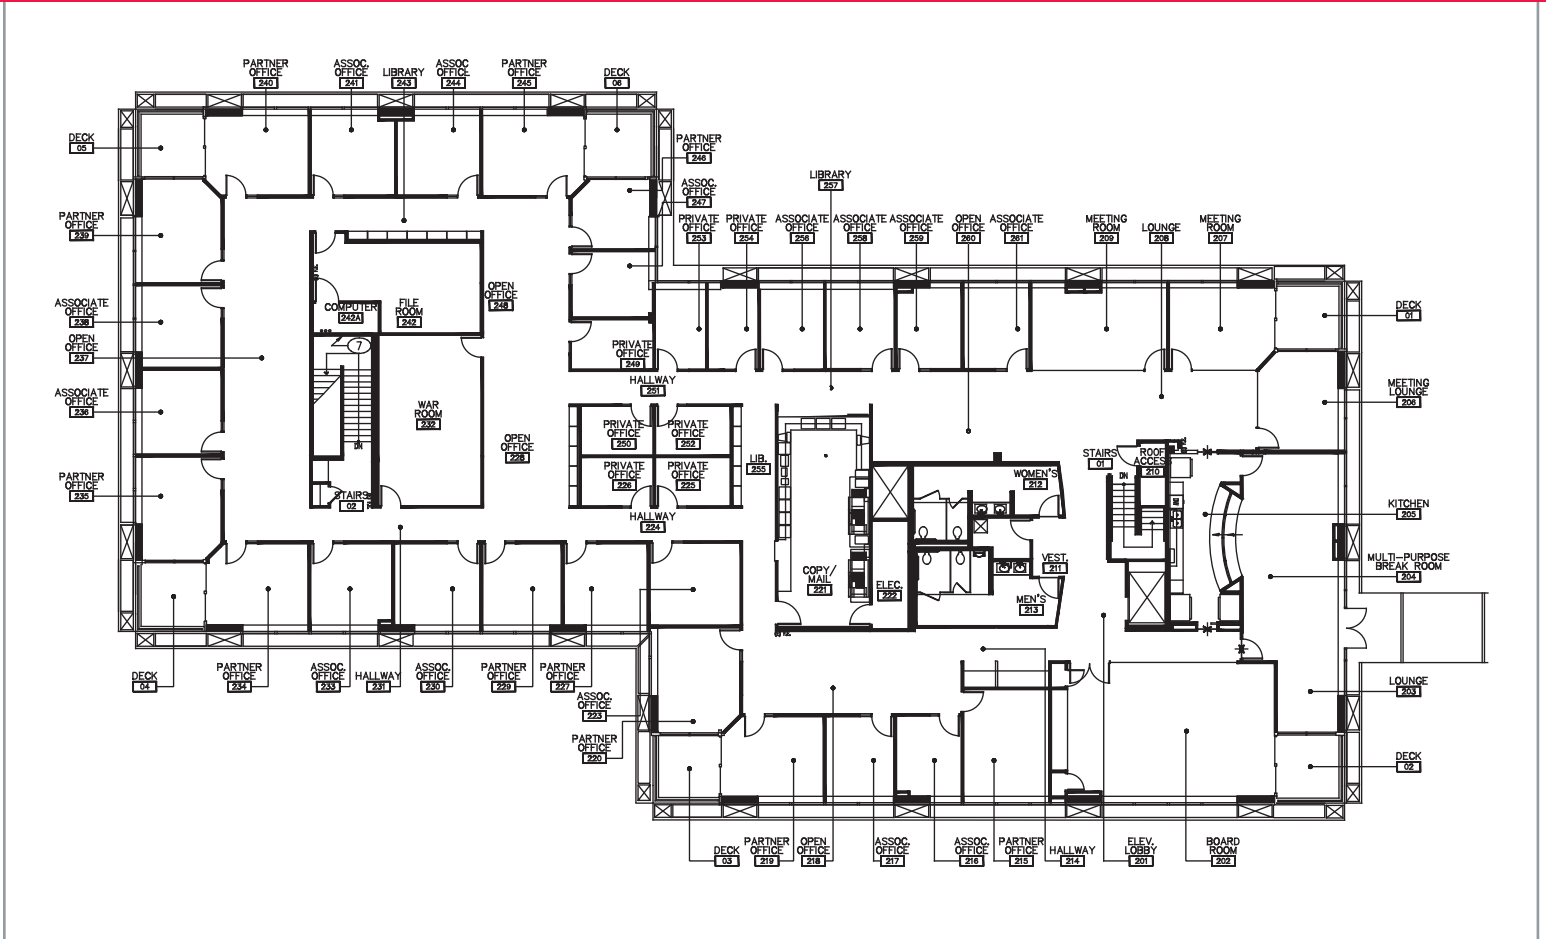 PARTNER
OFFICE
240
ASSOC.
OFFICE
241
LIBRARY
243
ASSOC
OFFICE
244
PARTNER
OFFICE
245
DECK
06
DECK
05
PARTNER
OFFICE
246
ASSOC.
OFFICE
247
LIBRARY
257
PARTNER
OFFICE
239
PRIVATE
OFFICE
253
PRIVATE
OFFICE
254
ASSOCIATE
OFFICE
256
ASSOCIATE
OFFICE
258
ASSOCIATE
OFFICE
259
OPEN
OFFICE
260
ASSOCIATE
OFFICE
261
MEETING
ROOM
209
LOUNGE
208
MEETING
ROOM
207
OPEN
OFFICE
248
ASSOCIATE
OFFICE
238
COMPUTER
242A
FILE
ROOM
242
DECK
01
OPEN
OFFICE
237
7
PRIVATE
OFFICE
249
HALLWAY
251
ASSOCIATE
OFFICE
236
WAR
ROOM
232
MEETING
LOUNGE
206
DN
OPEN
OFFICE
228
PRIVATE
OFFICE
250
PRIVATE
OFFICE
252
LIB.
255
STAIRS
01
ROOF
ACCESS
210
PARTNER
OFFICE
235
PRIVATE
OFFICE
226
PRIVATE
OFFICE
225
WOMEN'S
212
DN
STAIRS
02
HALLWAY
224
KITCHEN
205
COPY/
MAIL
221
ELEC.
222
VEST.
211
MULTI-PURPOSE
BREAK ROOM
204
MEN'S
213
DECK
04
PARTNER
OFFICE
234
ASSOC.
OFFICE
233
HALLWAY
231
ASSOC.
OFFICE
230
PARTNER
OFFICE
229
PARTNER
OFFICE
227
ASSOC.
OFFICE
223
LOUNGE
203
PARTNER
OFFICE
220
DECK
02
DECK
03
PARTNER
OFFICE
219
OPEN
OFFICE
218
ASSOC.
OFFICE
217
ASSOC.
OFFICE
216
PARTNER
OFFICE
215
HALLWAY
214
ELEV.
LOBBY
201
BOARD
ROOM
202